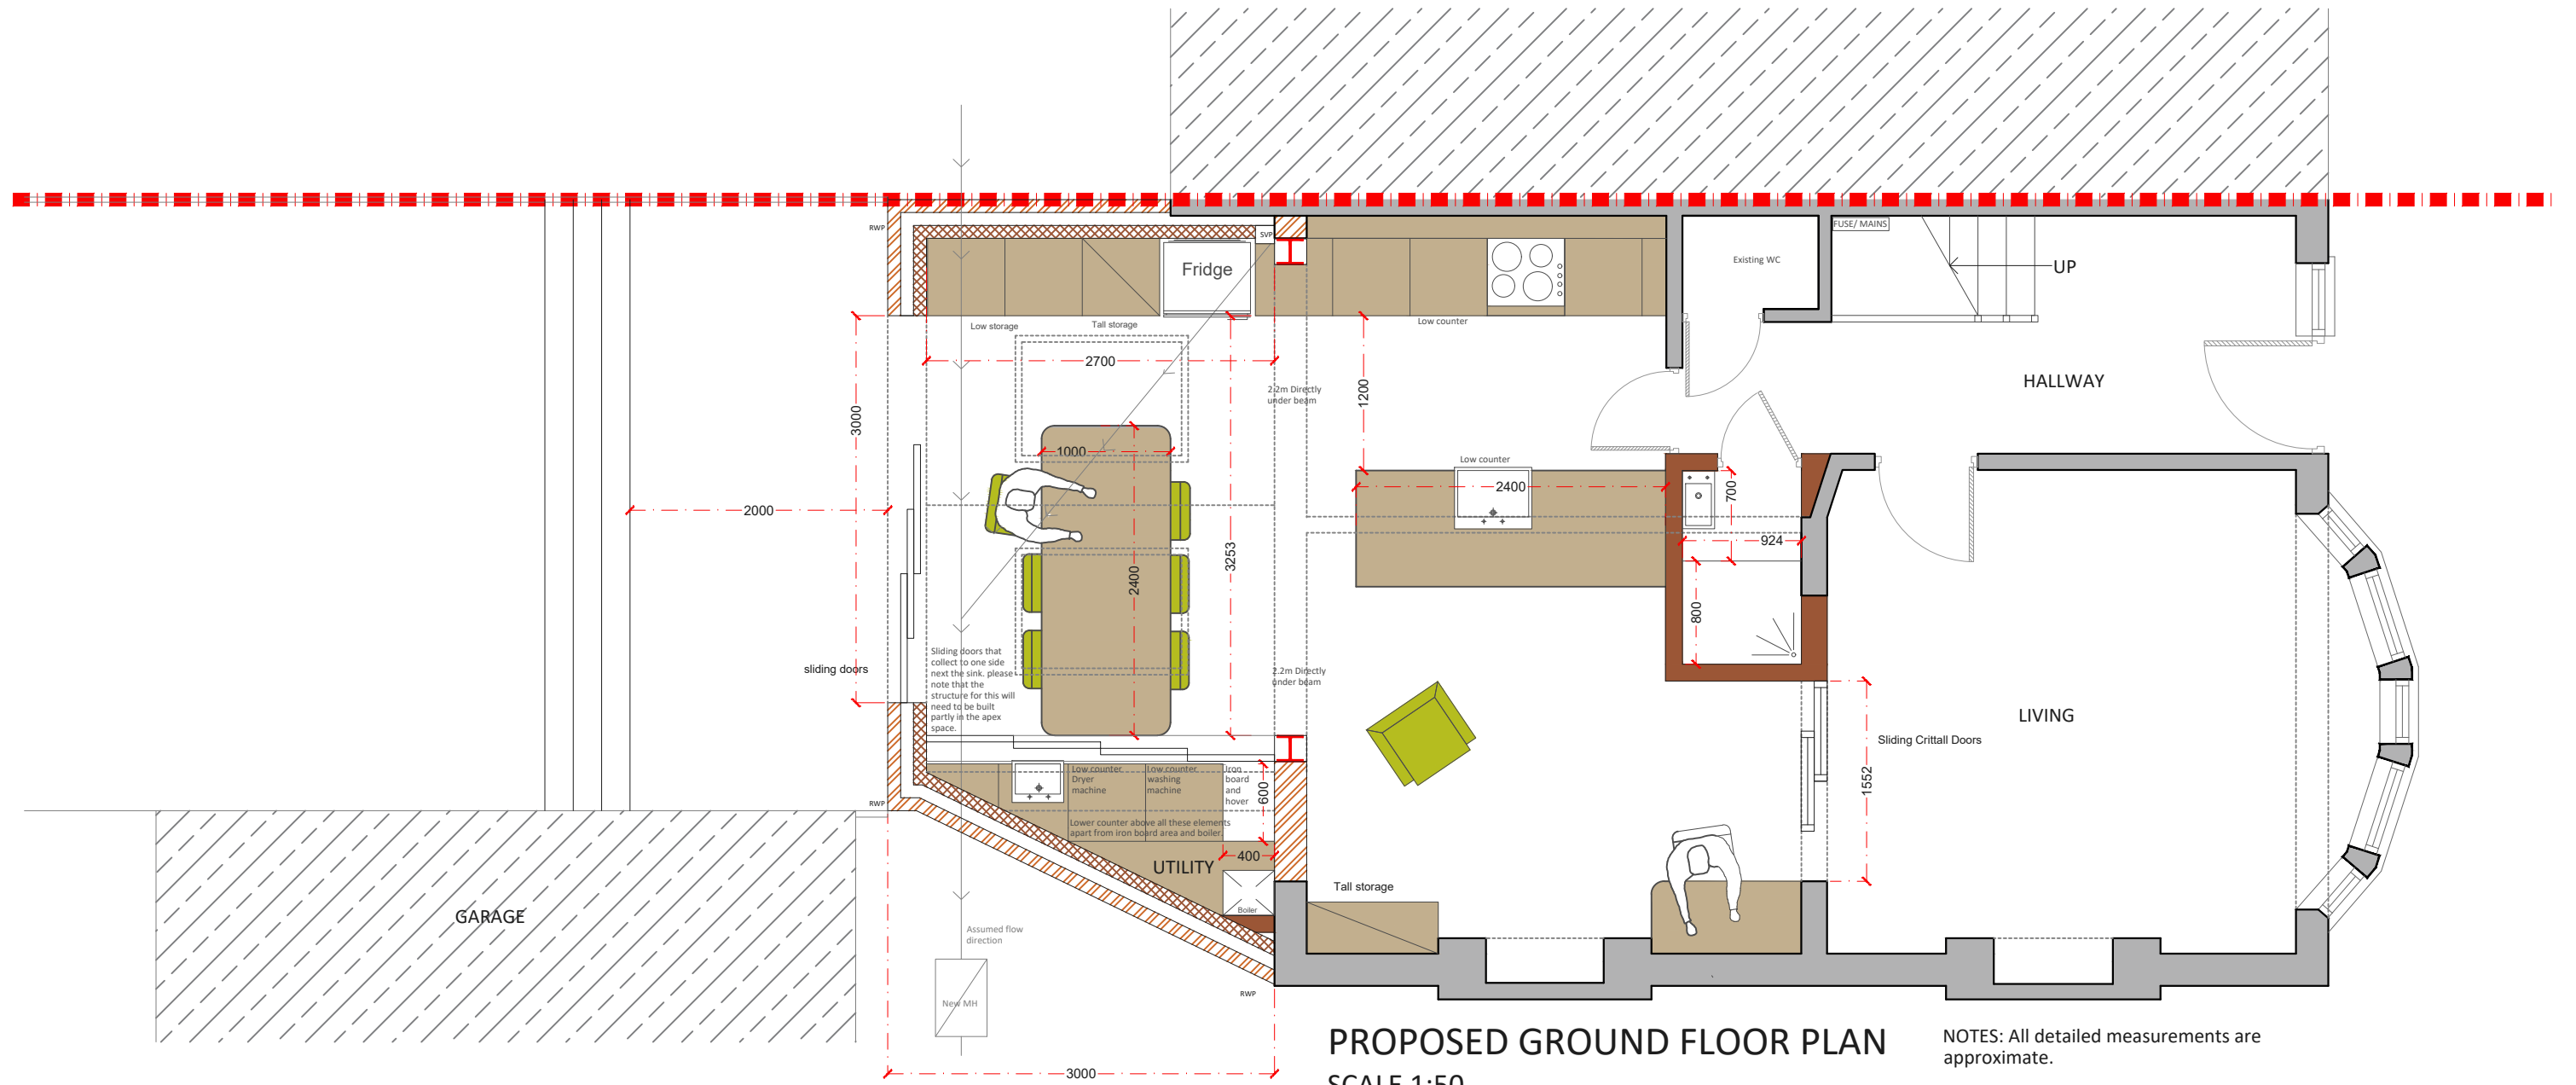 RWP
SVP
FUSE/ MAINS
Existing WC
Fridge
UP
Low storage
Tall storage
Low counter
2700
2.2m Directly
under beam
1200
HALLWAY
3000
1000
Low counter
2400
700
2000
924
3253
2400
800
Sliding doors that
collect to one side
next the sink. please
note that the
structure for this will
need to be built
partly in the apex
space.
sliding doors
2.2m Directly
under beam
LIVING
Sliding Crittall Doors
1552
Low counter
Dryer
machine
Low counter
washing
machine
Iron
board
and
hover
600
RWP
Lower counter above all these elements
apart from iron board area and boiler.
400
UTILITY
Tall storage
Boiler
GARAGE
Assumed flow
direction
New MH
RWP
3000
PROPOSED GROUND FLOOR PLAN
SCALE 1:50
NOTES: All detailed measurements are
approximate.